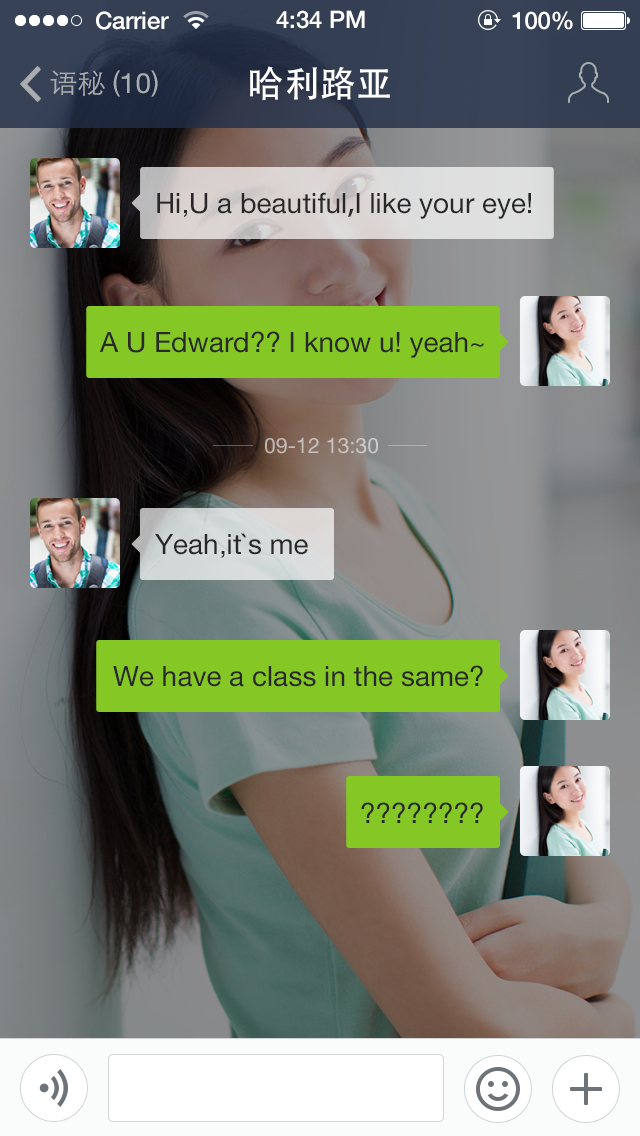 Carrier 4:34 PM 100%
语秘 (10) 哈利路亚
Hi,U a beautiful,I like your eye!
A U Edward?? I know u! yeah~
09-12 13:30
Yeah,it`s me
We have a class in the same?
????????